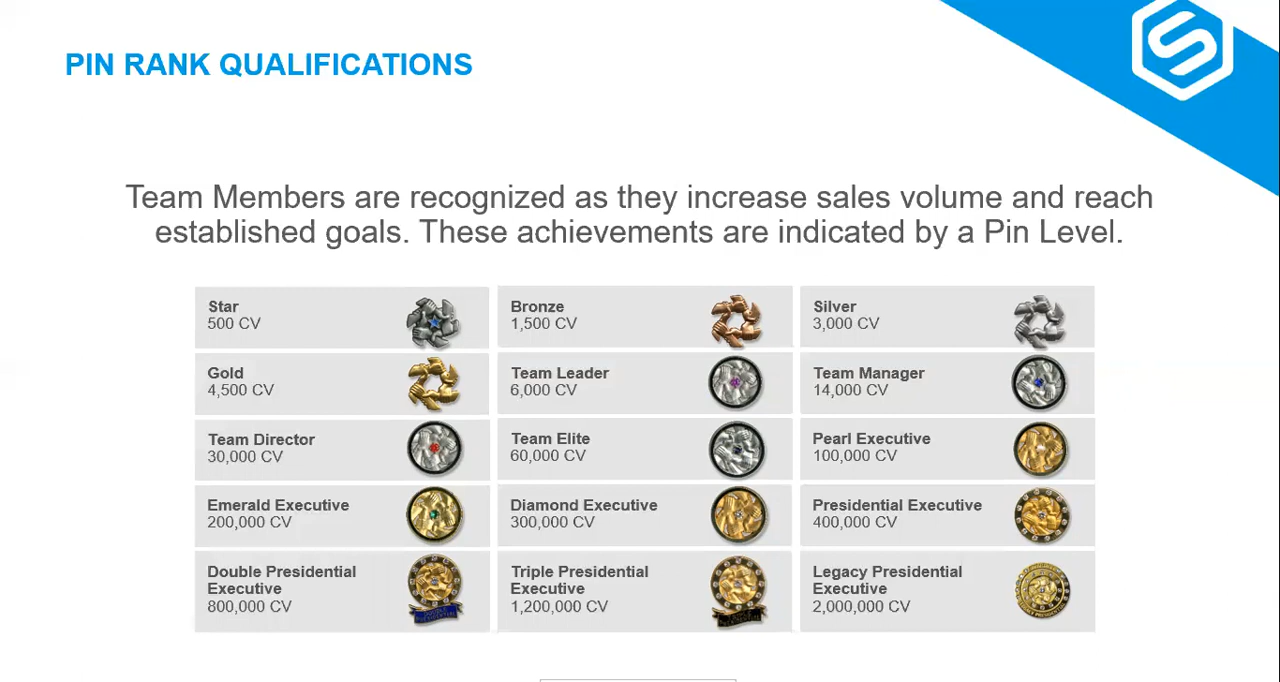 PIN RANK QUALIFICATIONS
Team Members are recognized as they increase sales volume and reach
established goals. These achievements are indicated by a Pin Level.
Star
500 CV
Bronze
1,500 CV
Silver
3,000 CV
Gold
4,500 CV
Team Leader
6,000 CV
Team Manager
14,000 CV
Team Director
30,000 CV
Team Elite
60,000 CV
Pearl Executive
100,000 CV
Emerald Executive
200,000 CV
Diamond Executive
300,000 CV
Presidential Executive
400,000 CV
Double Presidential
Executive
800,000 CV
Triple Presidential
Executive
1,200,000 CV
Legacy Presidential
Executive
2,000,000 CV